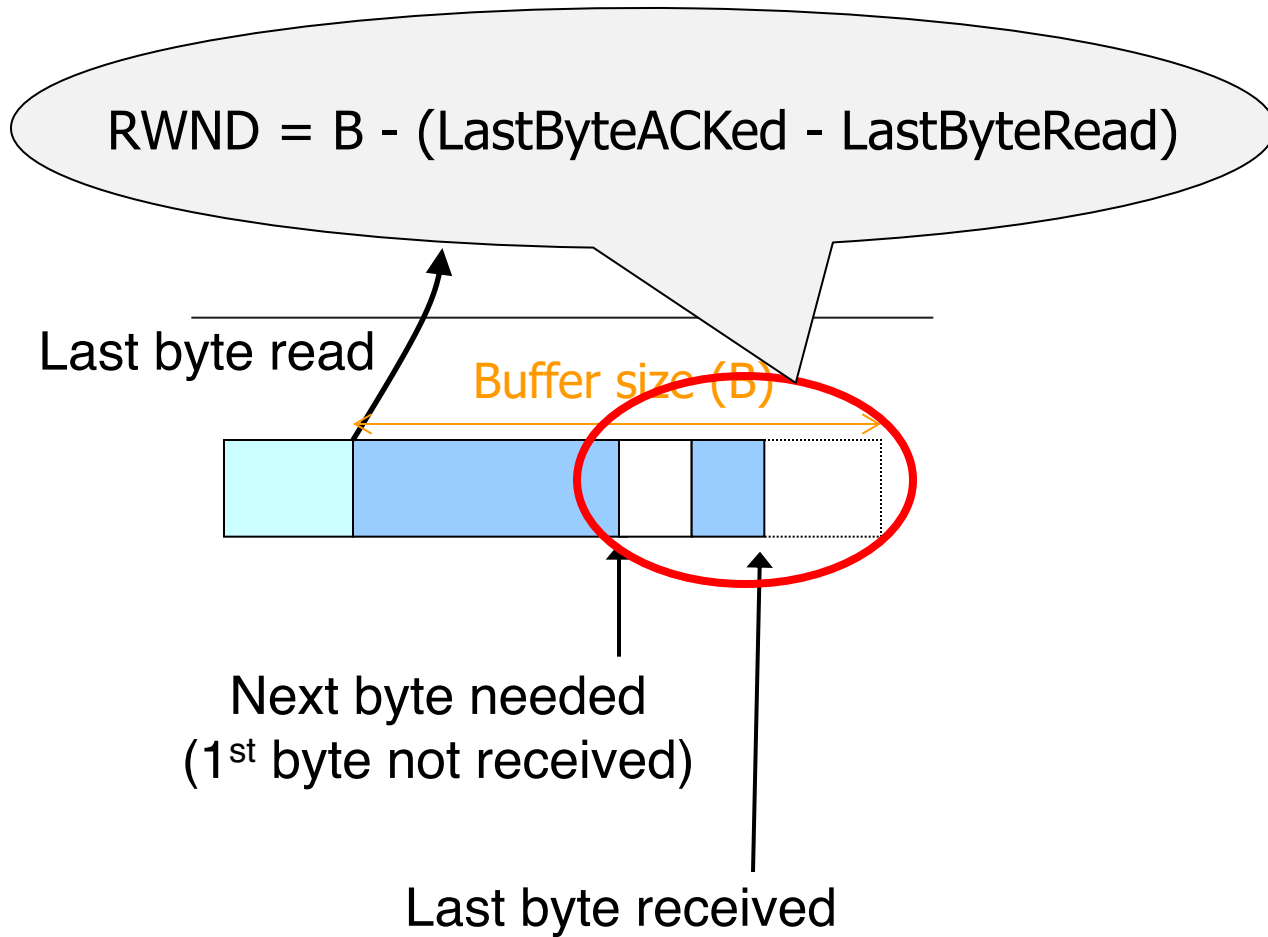 RWND = B - (LastByteACKed - LastByteRead)
Last byte read
Buffer size (B)
Next byte needed
(1st byte not received)
Last byte received